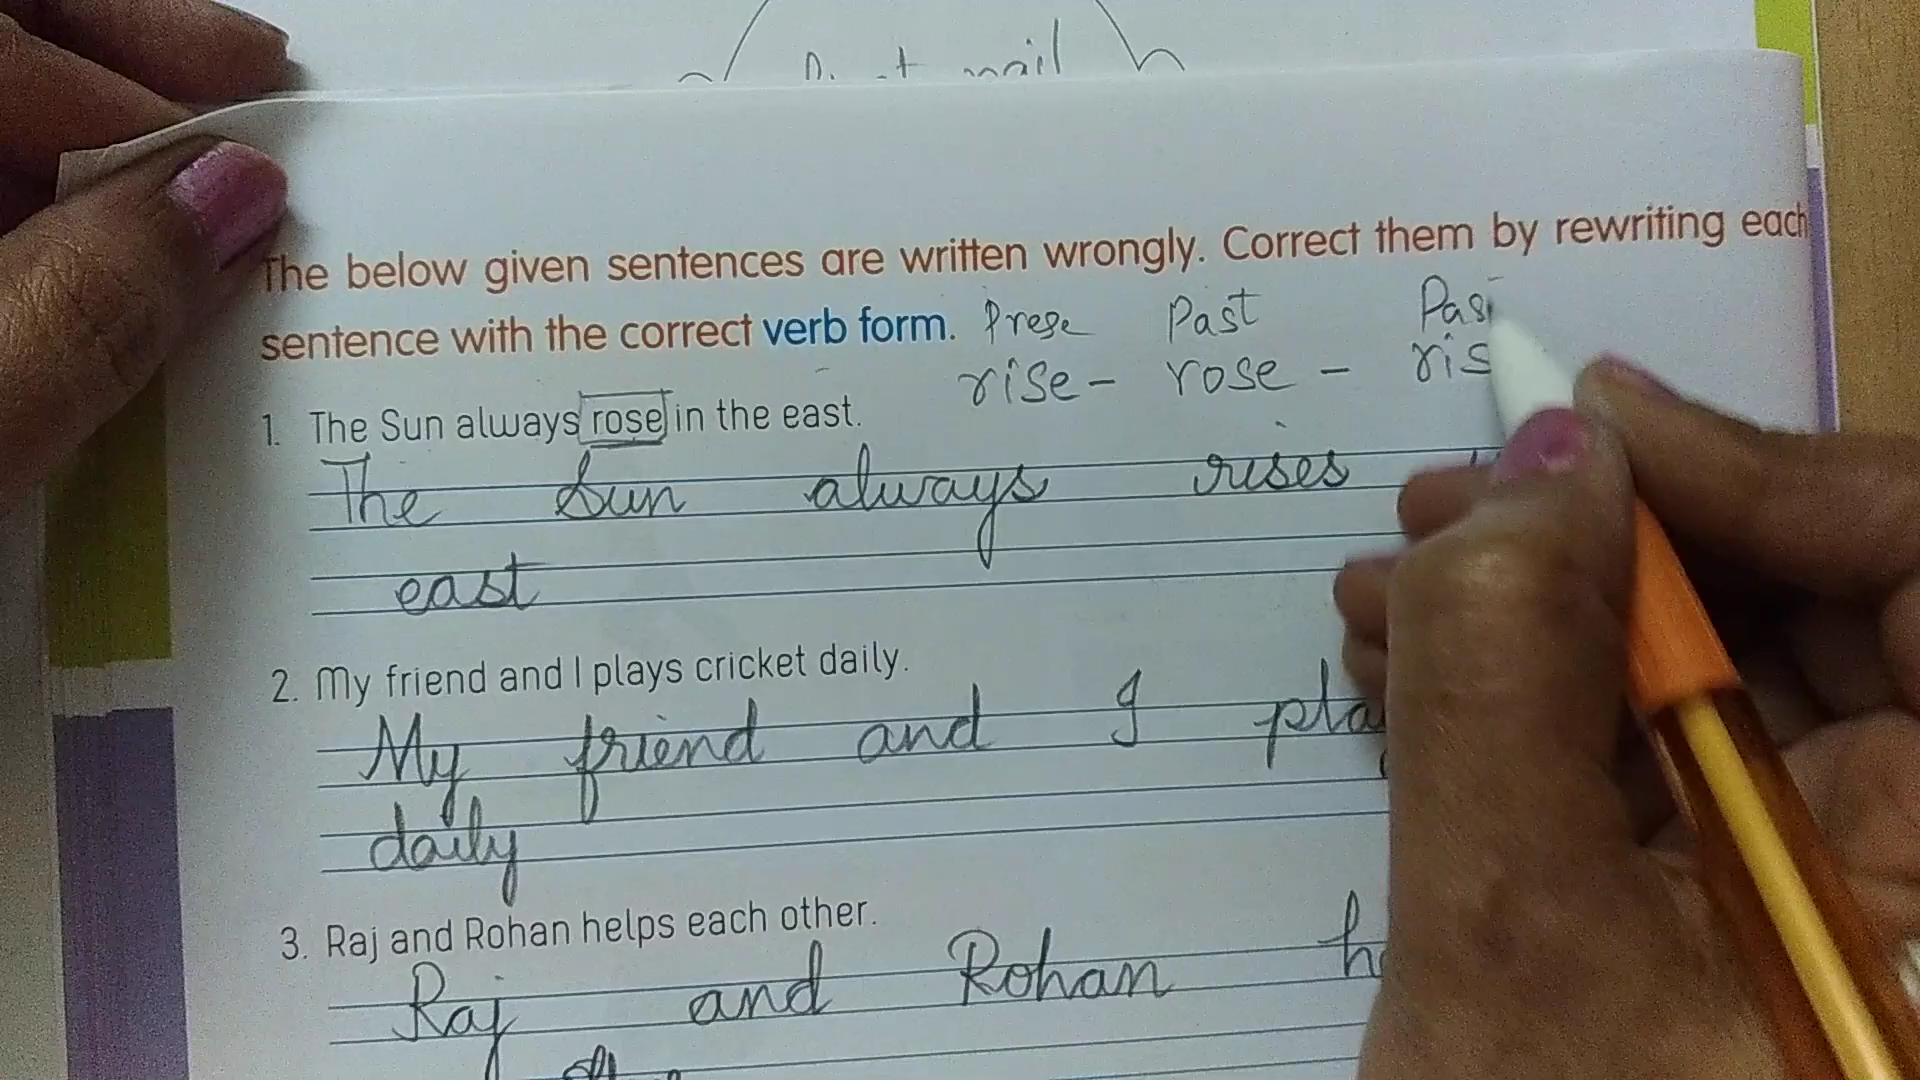 mail
The below given sentences are written wrongly. Correct them by rewriting each
sentence with the correct verb form. Prese Past Pas
rise - rose - ris
1. The Sun always rose in the east.
The Sun always rises
east
2. My friend and I plays cricket daily.
My friend and I pla
daily
3. Raj and Rohan helps each other.
Raj and Rohan h